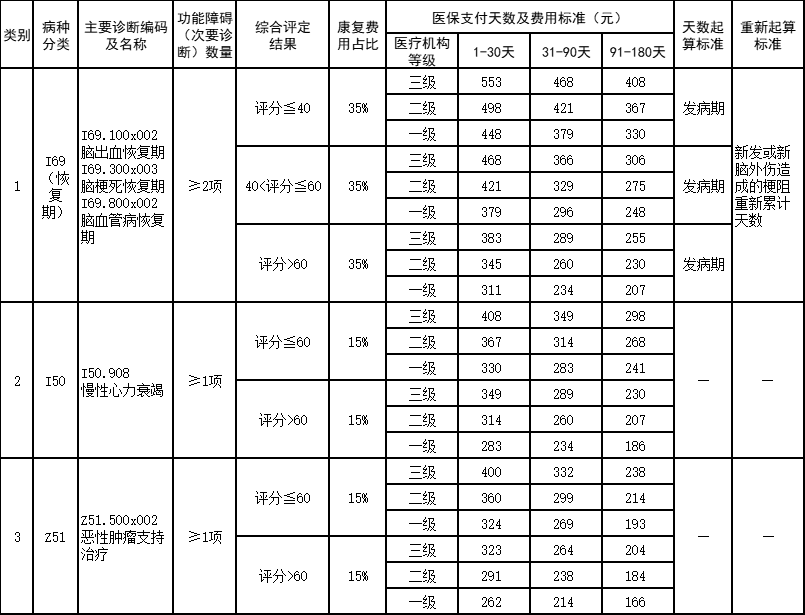 类别
病种
分类
主要诊断编码
及名称
功能障碍
（次要诊
断）数量
综合评定
结果
康复费
用占比
医保支付天数及费用标准（元）
医疗机构
等级
1-30天
31-90天
91-180天
天数起
算标准
重新起算
标准
1
I69
（恢
复
期）
I69.100x002
脑出血恢复期
I69.300x003
脑梗死恢复期
I69.800x002
脑血管病恢复
期
≥2项
评分≦40
35%
三级 553 468 408
二级 498 421 367
一级 448 379 330
发病期
40<评分≦60
35%
三级 468 366 306
二级 421 329 275
一级 379 296 248
发病期
评分>60
35%
三级 383 289 255
二级 345 260 230
一级 311 234 207
发病期
新发或新
脑外伤造
成的梗阻
重新累计
天数
2
I50
I50.908
慢性心力衰竭
≥1项
评分≦60
15%
三级 408 349 298
二级 367 314 268
一级 330 283 241
评分>60
15%
三级 349 289 230
二级 314 260 207
一级 283 234 186
—
—
3
Z51
Z51.500x002
恶性肿瘤支持
治疗
≥1项
评分≦60
15%
三级 400 332 238
二级 360 299 214
一级 324 269 193
评分>60
15%
三级 323 264 204
二级 291 238 184
一级 262 214 166
—
—